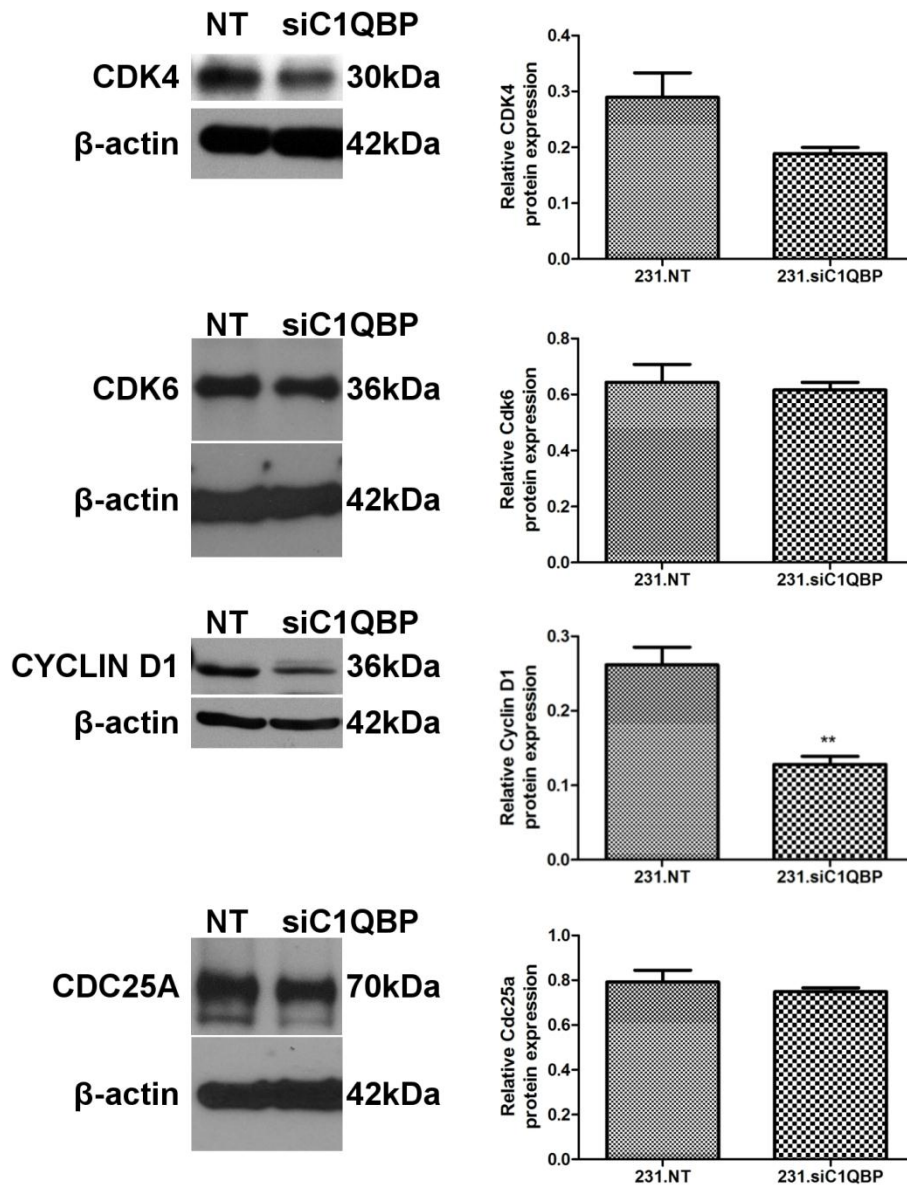 NT siC1QBP
CDK4 30kDa
β-actin 42kDa
Relative CDK4
protein expression
0.4
0.3
0.2
0.1
0.0
231.NT 231.siC1QBP
NT siC1QBP
CDK6 36kDa
β-actin 42kDa
Relative Cdk6
protein expression
0.8
0.6
0.4
0.2
0.0
231.NT 231.siC1QBP
NT siC1QBP
CYCLIN D1 36kDa
β-actin 42kDa
Relative Cyclin D1
protein expression
0.3
0.2
0.1
0.0
**
231.NT 231.siC1QBP
NT siC1QBP
CDC25A 70kDa
β-actin 42kDa
Relative Cdc25a
protein expression
1.0
0.8
0.6
0.4
0.2
0.0
231.NT 231.siC1QBP